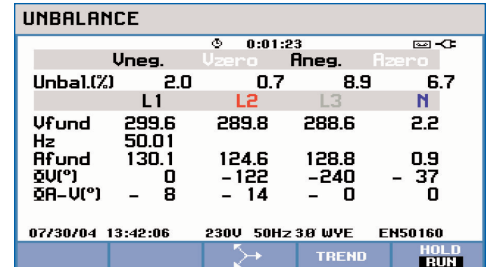 UNBALANCE
0:01:23
Vneg. Vzero Aneg. Azero
Unbal.(%) 2.0 0.7 8.9 6.7
L1 L2 L3 N
Vfund 299.6 289.8 288.6 2.2
Hz 50.01
Afund 130.1 124.6 128.8 0.9
ΦV(°) 0 -122 -240 - 37
ΦA-V(°) - 8 - 14 - 0 0
07/30/04 13:42:06 230V 50Hz 3Ø WYE EN50160
TREND HOLD
RUN